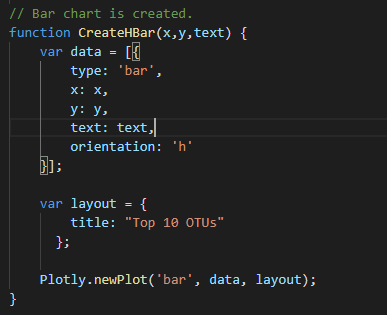 // Bar chart is created.
function CreateHBar(x,y,text) {
    var data = [{
        type: 'bar',
        x: x,
        y: y,
        text: text,
        orientation: 'h'
    }];

    var layout = {
        title: "Top 10 OTUs"
      };

    Plotly.newPlot('bar', data, layout);
}